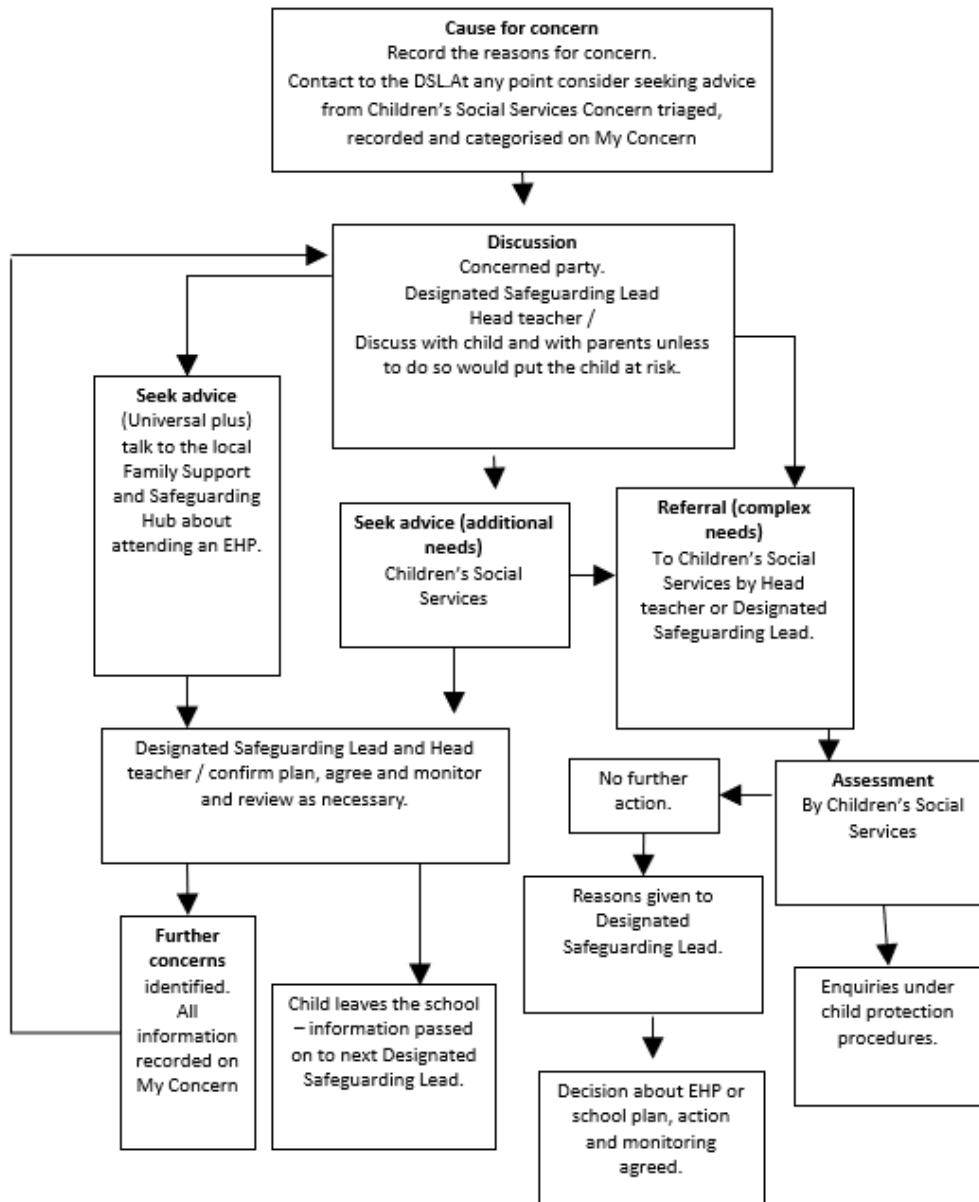 Cause for concern
Record the reasons for concern.
Contact to the DSL.At any point consider seeking advice
from Children's Social Services Concern triaged,
recorded and categorised on My Concern
Discussion
Concerned party.
Designated Safeguarding Lead
Head teacher /
Discuss with child and with parents unless
to do so would put the child at risk.
Seek advice
(Universal plus)
talk to the local
Family Support
and Safeguarding
Hub about
attending an EHP.
Seek advice (additional
needs)
Children's Social
Services
Referral (complex
needs)
To Children's Social
Services by Head
teacher or Designated
Safeguarding Lead.
Designated Safeguarding Lead and Head
teacher / confirm plan, agree and monitor
and review as necessary.
No further
action.
Assessment
By Children's Social
Services
Reasons given to
Designated
Safeguarding Lead.
Further
concerns
identified.
All
information
recorded on
My Concern
Child leaves the school
– information passed
on to next Designated
Safeguarding Lead.
Enquiries under
child protection
procedures.
Decision about EHP or
school plan, action
and monitoring
agreed.